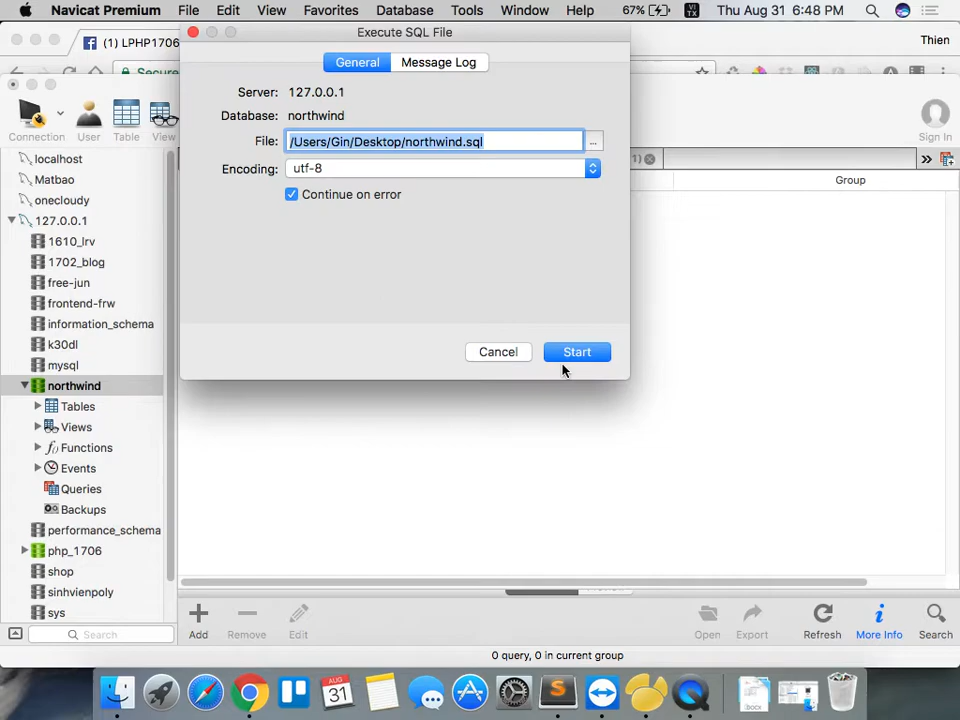 Navicat Premium File Edit View Favorites Database Tools Window Help 67% VI TX Thu Aug 31 6:48 PM
Execute SQL File
(1) LPHP1706
Thien
General Message Log
Secure
Server: 127.0.0.1
Database: northwind
File: /Users/Gin/Desktop/northwind.sql ...
Encoding: utf-8
Continue on error
Cancel Start
Connection User Table View Sign In
localhost
Matbao
onecloudy
127.0.0.1
1610_lrv
1702_blog
free-jun
frontend-frw
information_schema
k30dl
mysql
northwind
Tables
Views
Functions
Events
Queries
Backups
performance_schema
php_1706
shop
sinhvienpoly
sys
Search
1)
»
Group
Add Remove Edit Open Export Refresh More Info Search
0 query, 0 in current group
AUG
31